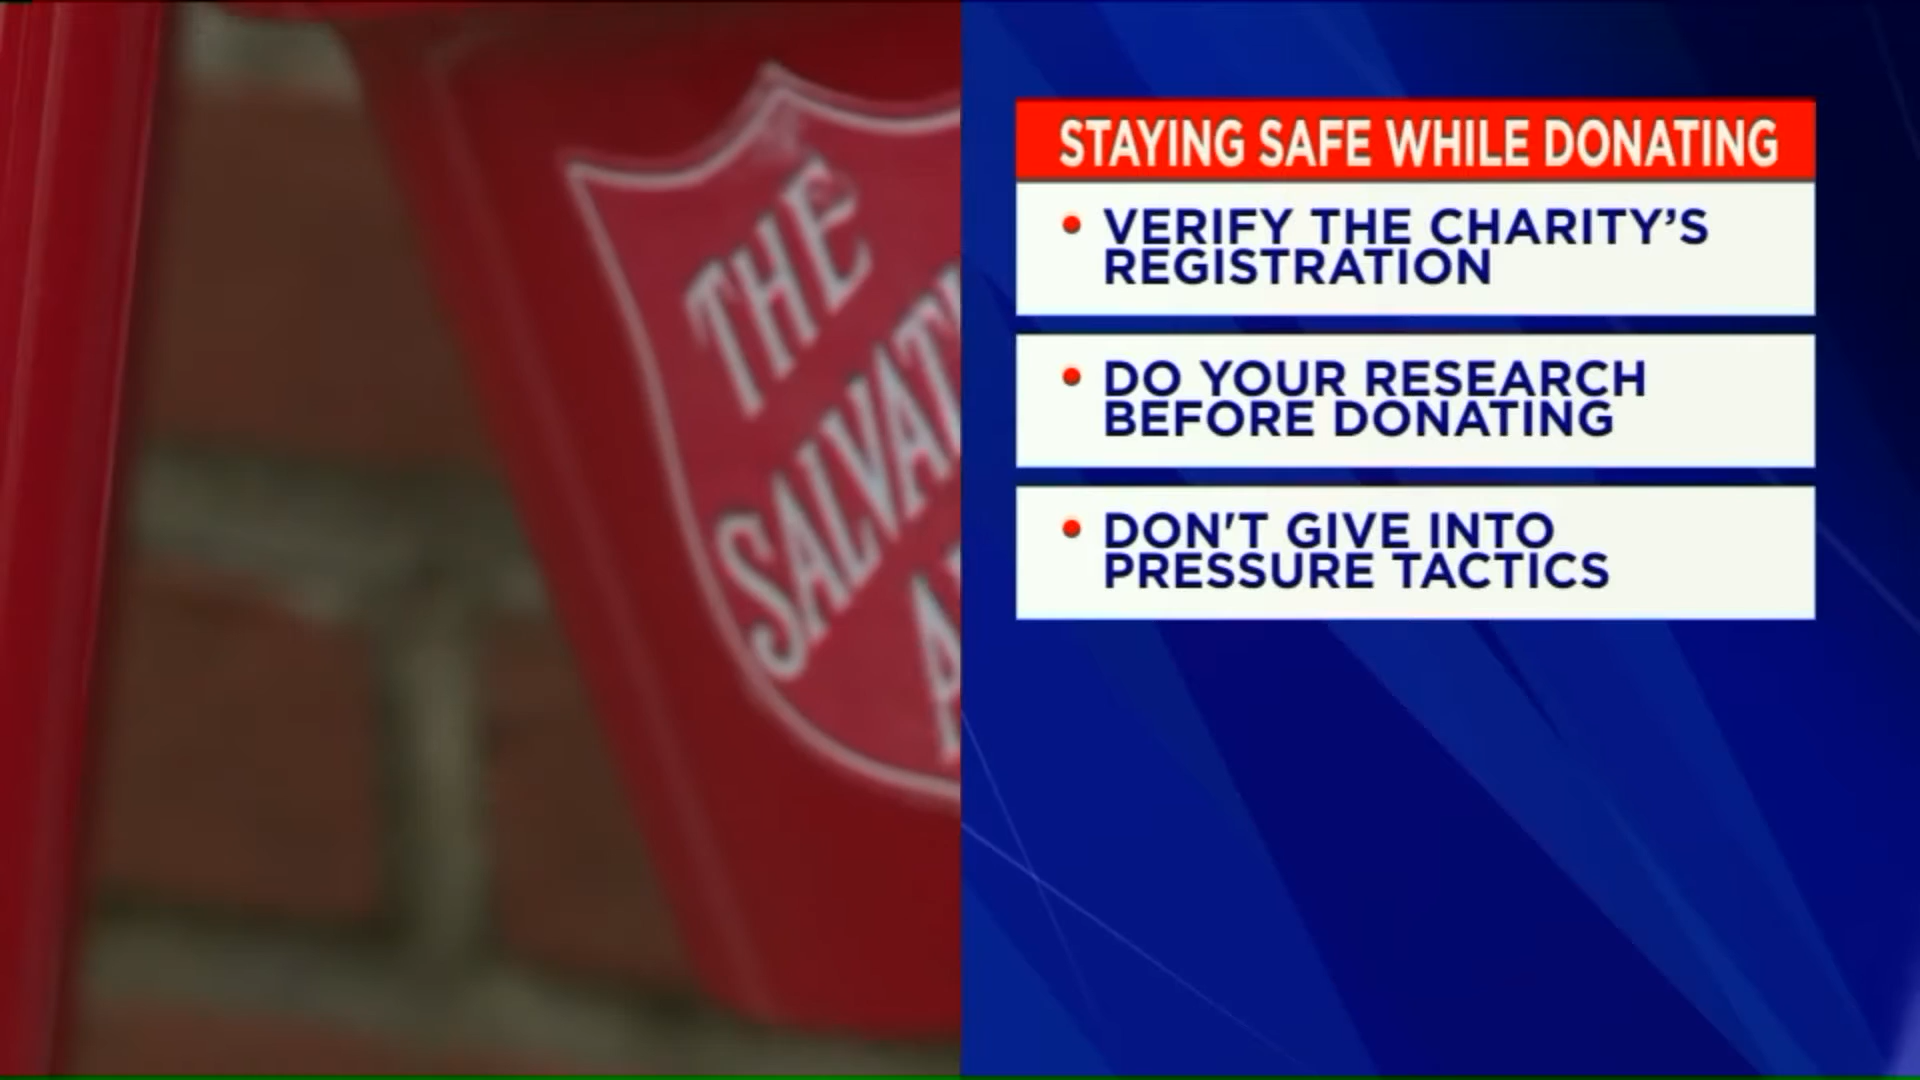 THE
STAYING SAFE WHILE DONATING
• VERIFY THE CHARITY’S
REGISTRATION
• DO YOUR RESEARCH
BEFORE DONATING
• DON'T GIVE INTO
PRESSURE TACTICS